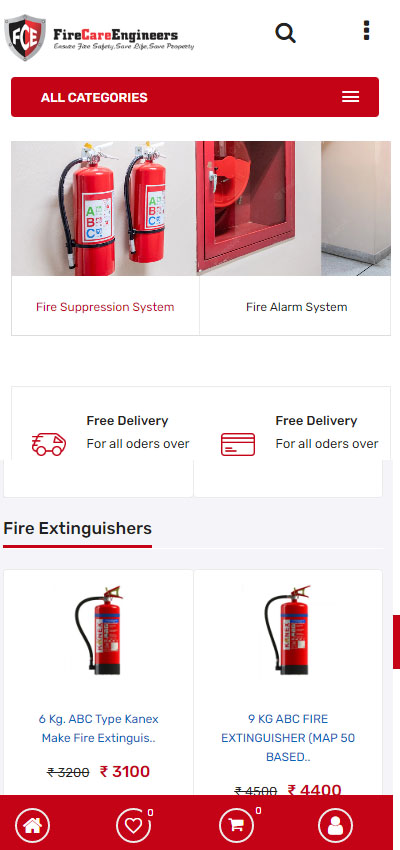 FCE
FireCareEngineers
Ensure Fire Safety,Save Life,Save Property
ALL CATEGORIES
A
B
C
A
B
C
Fire Suppression System
Fire Alarm System
Free Delivery
For all oders over
Free Delivery
For all oders over
Fire Extinguishers
KANEX
KANEX
6 Kg. ABC Type Kanex
Make Fire Extinguis..
₹ 3200 ₹ 3100
9 KG ABC FIRE
EXTINGUISHER (MAP 50
BASED..
₹ 4500 ₹ 4400
0
0